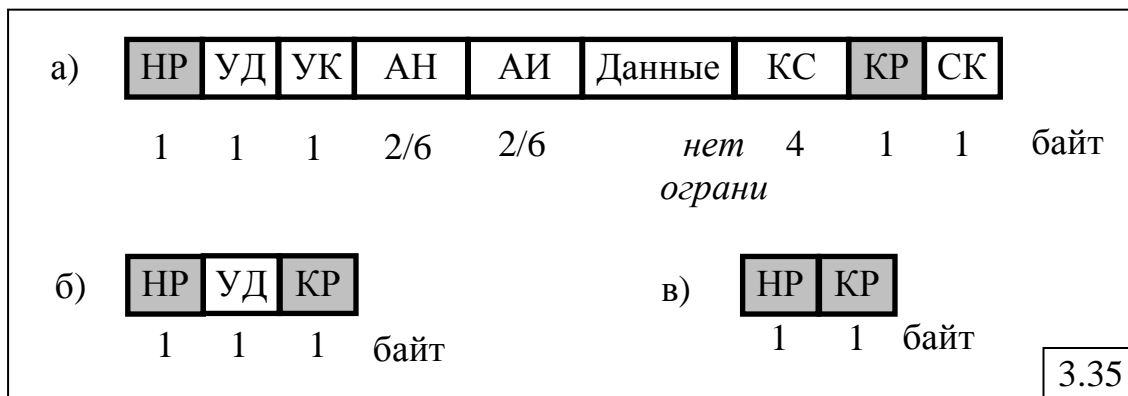 а) НР УД УК АН АИ Данные КС КР СК
1 1 1 2/6 2/6 нет 4 1 1 байт
ограни
б) НР УД КР в) НР КР
1 1 1 байт 1 1 байт
3.35